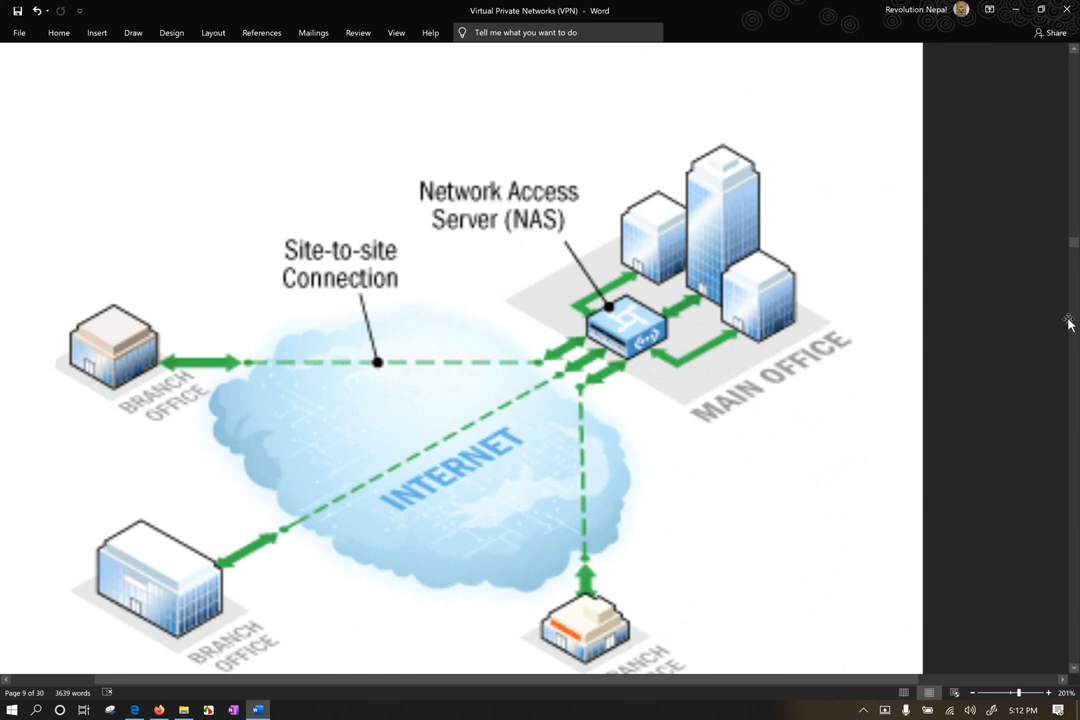 Virtual Private Networks (VPN) - Word
Revolution Nepal
File Home Insert Draw Design Layout References Mailings Review View Help Tell me what you want to do Share
Network Access
Server (NAS)
Site-to-site
Connection
BRANCH
OFFICE
MAIN OFFICE
INTERNET
BRANCH
OFFICE
BRANCH
Page 9 of 30 3639 words 201%
5:12 PM